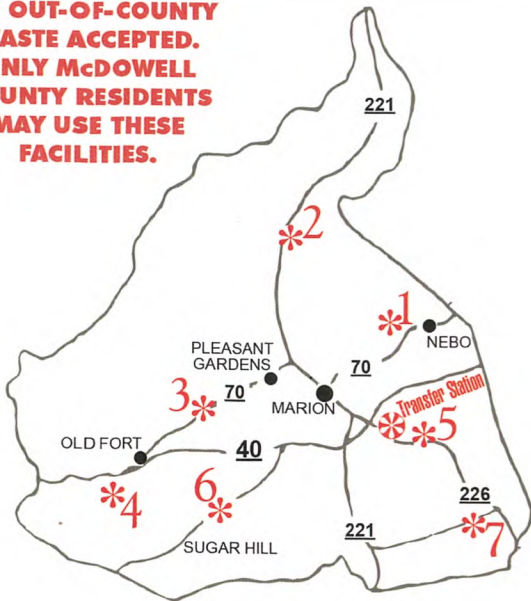 OUT-OF-COUNTY
ASTE ACCEPTED.
NLY McDOWELL
UNTY RESIDENTS
MAY USE THESE
FACILITIES.
221
2
1
NEBO
70
PLEASANT
GARDENS
3
70
MARION
Transfer Station
5
OLD FORT
40
4
6
226
7
221
SUGAR HILL